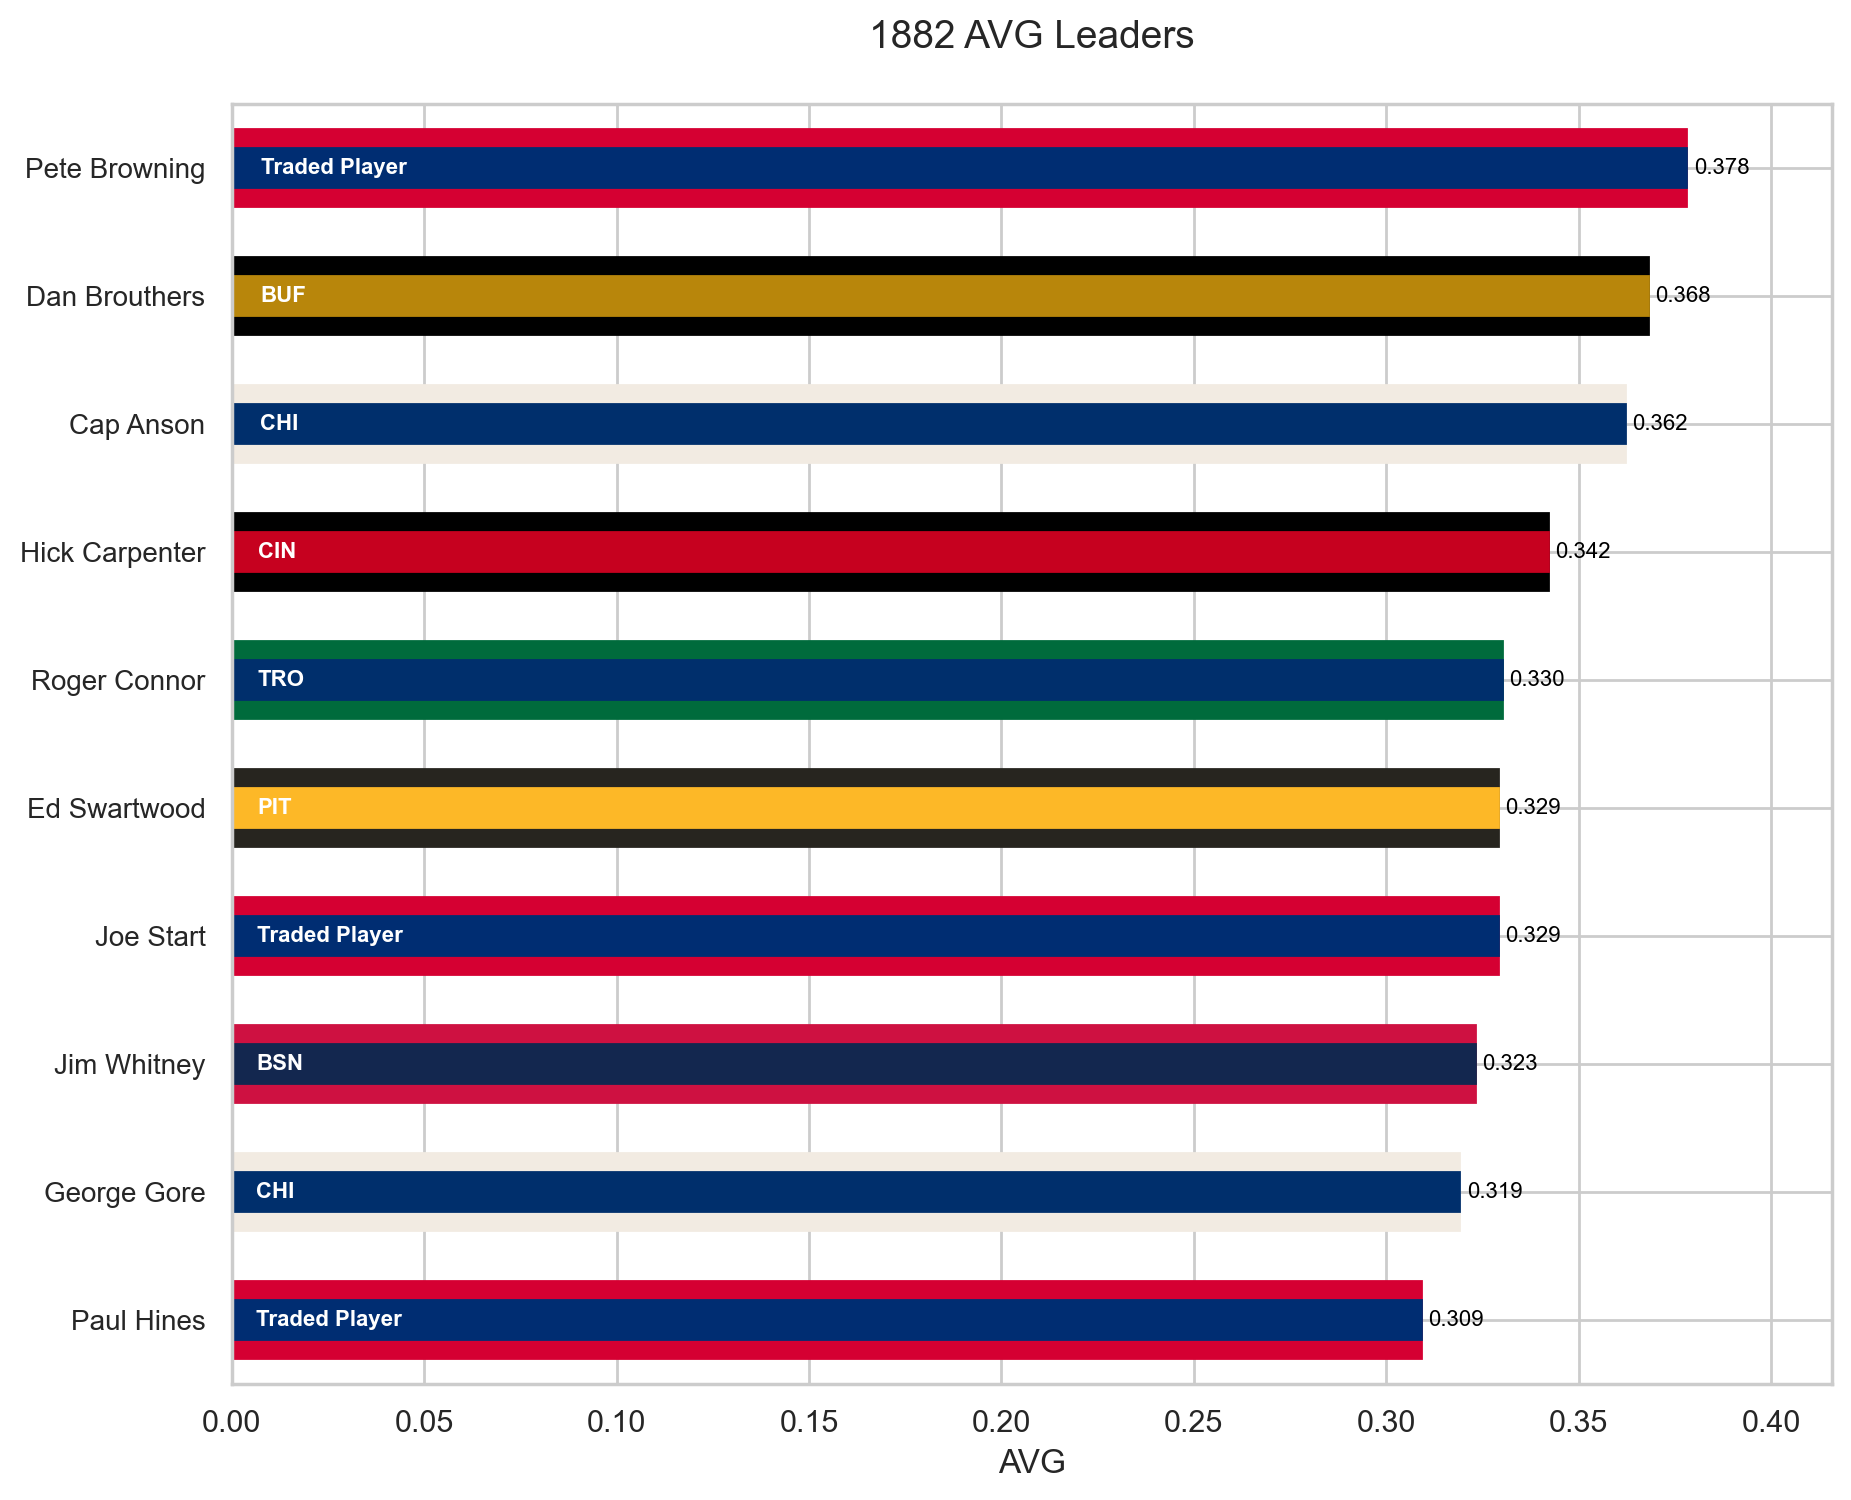 1882 AVG Leaders
Pete Browning Traded Player 0.378
Dan Brouthers BUF 0.368
Cap Anson CHI 0.362
Hick Carpenter CIN 0.342
Roger Connor TRO 0.330
Ed Swartwood PIT 0.329
Joe Start Traded Player 0.329
Jim Whitney BSN 0.323
George Gore CHI 0.319
Paul Hines Traded Player 0.309
0.00 0.05 0.10 0.15 0.20 0.25 0.30 0.35 0.40
AVG